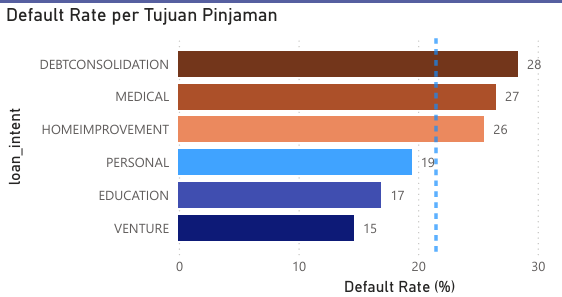 Default Rate per Tujuan Pinjaman
loan_intent
DEBTCONSOLIDATION 28
MEDICAL 27
HOMEIMPROVEMENT 26
PERSONAL 19
EDUCATION 17
VENTURE 15
0 10 20 30
Default Rate (%)